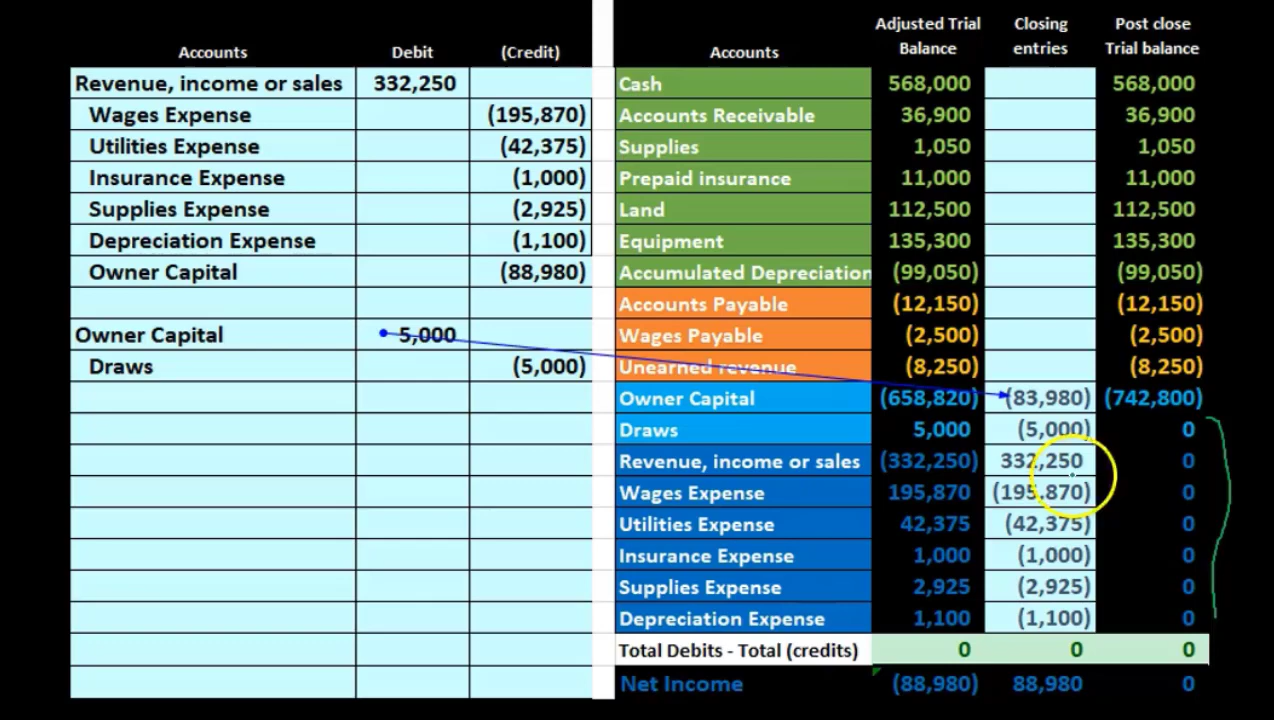 Accounts Debit (Credit)
Revenue, income or sales 332,250
Wages Expense (195,870)
Utilities Expense (42,375)
Insurance Expense (1,000)
Supplies Expense (2,925)
Depreciation Expense (1,100)
Owner Capital (88,980)
Owner Capital 5,000
Draws (5,000)
Adjusted Trial Closing Post close
Accounts Balance entries Trial balance
Cash 568,000 568,000
Accounts Receivable 36,900 36,900
Supplies 1,050 1,050
Prepaid insurance 11,000 11,000
Land 112,500 112,500
Equipment 135,300 135,300
Accumulated Depreciation (99,050) (99,050)
Accounts Payable (12,150) (12,150)
Wages Payable (2,500) (2,500)
Unearned revenue (8,250) (8,250)
Owner Capital (658,820) (83,980) (742,800)
Draws 5,000 (5,000) 0
Revenue, income or sales (332,250) 332,250 0
Wages Expense 195,870 (195,870) 0
Utilities Expense 42,375 (42,375) 0
Insurance Expense 1,000 (1,000) 0
Supplies Expense 2,925 (2,925) 0
Depreciation Expense 1,100 (1,100) 0
Total Debits - Total (credits) 0 0 0
Net Income (88,980) 88,980 0